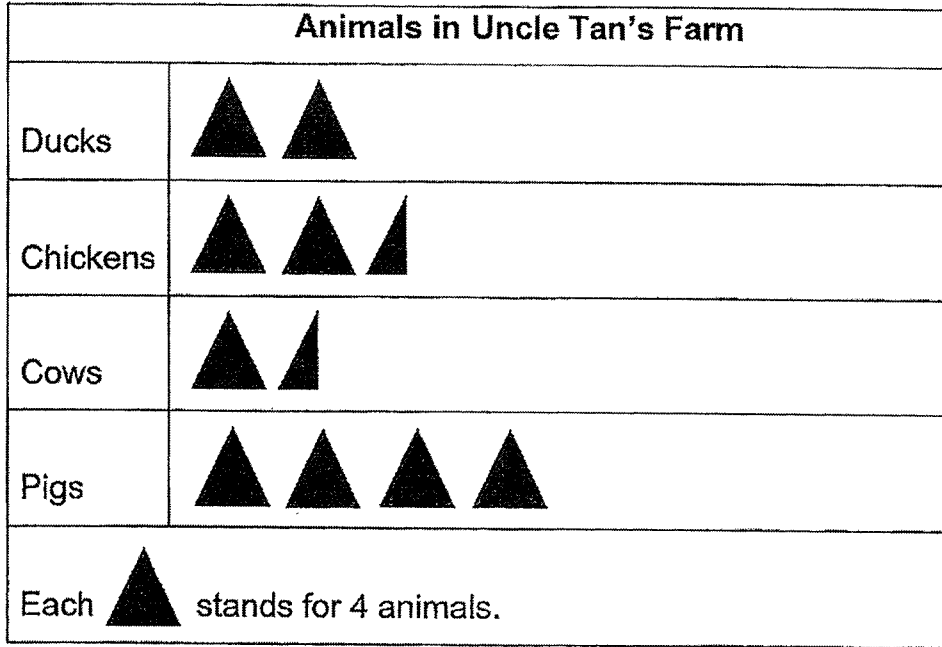 Animals in Uncle Tan's Farm
Ducks
Chickens
Cows
Pigs
Each stands for 4 animals.